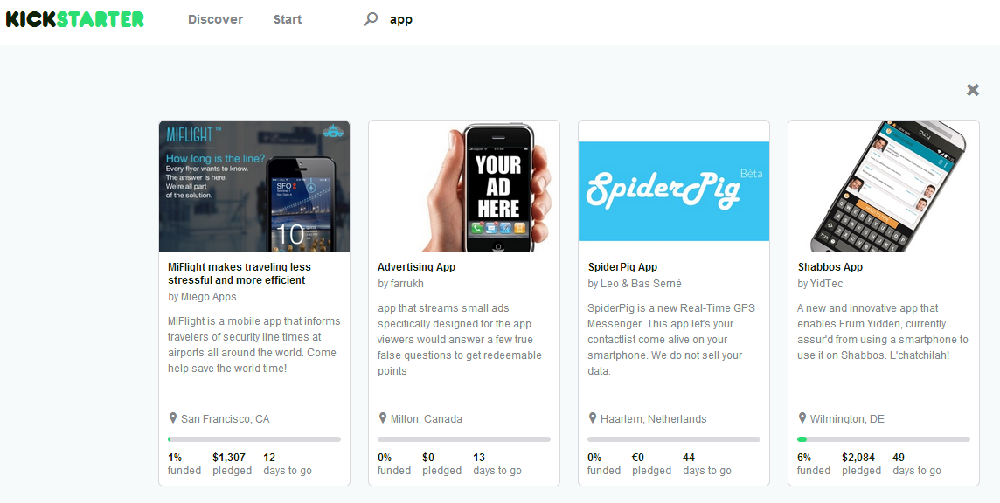 KICKSTARTER
Discover
Start
app
MIFLIGHT™
How long is the line?
Every flyer wants to know.
The answer is here.
We're all part
of the solution.
SFO
10
MiFlight makes traveling less
stressful and more efficient
by Miego Apps
MiFlight is a mobile app that informs
travelers of security line times at
airports all around the world. Come
help save the world time!
San Francisco, CA
1% $1,307 12
funded pledged days to go
YOUR
AD
HERE
Advertising App
by farrukh
app that streams small ads
specifically designed for the app.
viewers would answer a few true
false questions to get redeemable
points
Milton, Canada
0% $0 13
funded pledged days to go
SpiderPig Bèta
SpiderPig App
by Leo & Bas Serné
SpiderPig is a new Real-Time GPS
Messenger. This app let's your
contactlist come alive on your
smartphone. We do not sell your
data.
Haarlem, Netherlands
0% €0 44
funded pledged days to go
Shabbos App
by YidTec
A new and innovative app that
enables Frum Yidden, currently
assur'd from using a smartphone to
use it on Shabbos. L'chatchilah!
Wilmington, DE
6% $2,084 49
funded pledged days to go